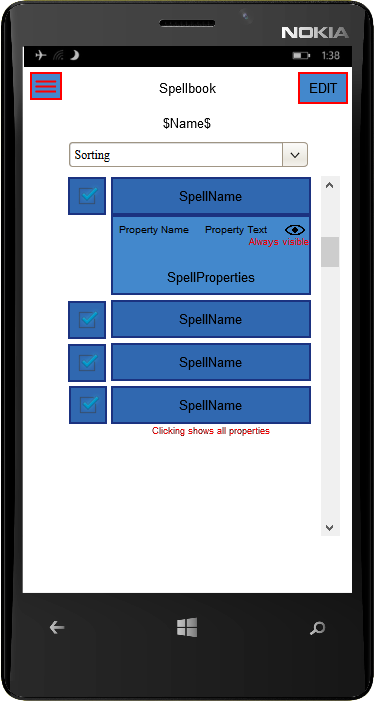 NOKIA
1:38
Spellbook
EDIT
$Name$
Sorting
SpellName
Property Name Property Text
Always visible
SpellProperties
SpellName
SpellName
SpellName
Clicking shows all properties